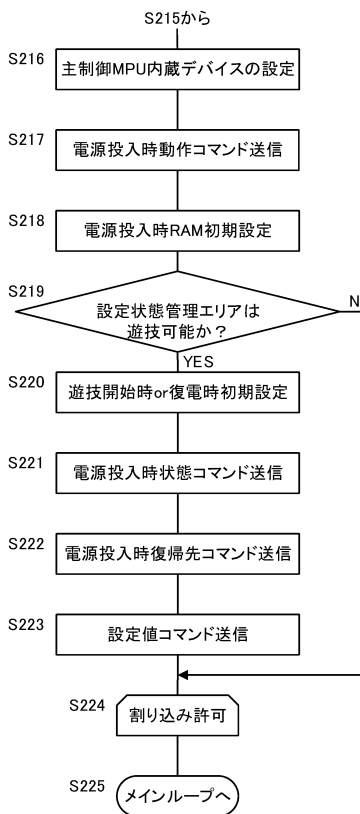 S215から
S216
主制御MPU内蔵デバイスの設定
S217
電源投入時動作コマンド送信
S218
電源投入時RAM初期設定
S219
設定状態管理エリアは
遊技可能か？
N
YES
S220
遊技開始時or復電時初期設定
S221
電源投入時状態コマンド送信
S222
電源投入時復帰先コマンド送信
S223
設定値コマンド送信
S224
割り込み許可
S225
メインループへ